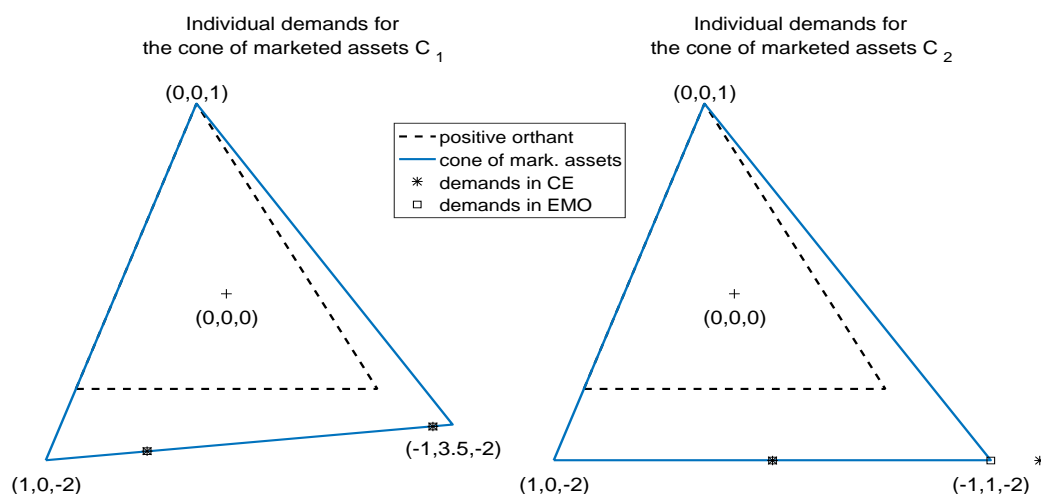 Individual demands for
the cone of marketed assets C 1
(0,0,1)
(0,0,0)
(1,0,-2)
(-1,3.5,-2)
positive orthant
cone of mark. assets
demands in CE
demands in EMO
Individual demands for
the cone of marketed assets C 2
(0,0,1)
(0,0,0)
(1,0,-2)
(-1,1,-2)